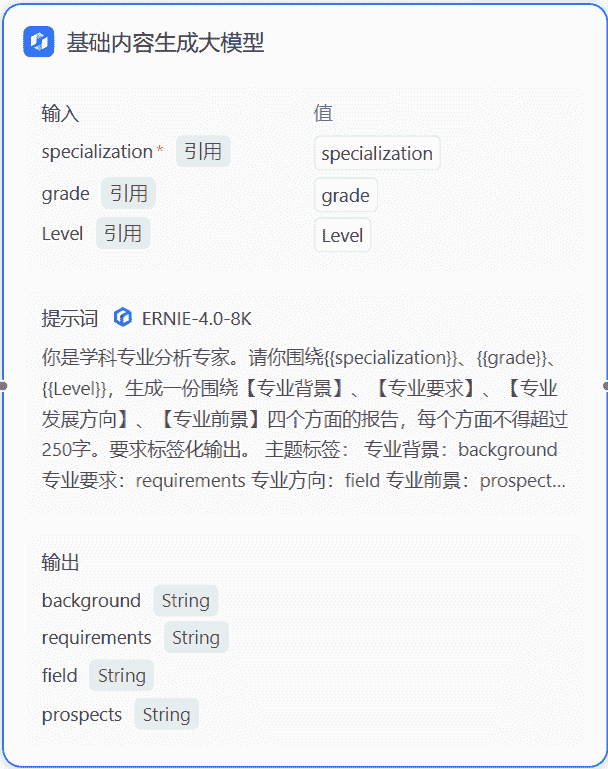 基础内容生成大模型
输入 值
specialization* 引用 specialization
grade 引用 grade
Level 引用 Level
提示词 ERNIE-4.0-8K
你是学科专业分析专家。请你围绕{{specialization}}、{{grade}}、
{{Level}}，生成一份围绕【专业背景】、【专业要求】、【专业
发展方向】、【专业前景】四个方面的报告，每个方面不得超过
250字。要求标签化输出。 主题标签： 专业背景：background
专业要求：requirements 专业方向：field 专业前景：prospect...
输出
background String
requirements String
field String
prospects String